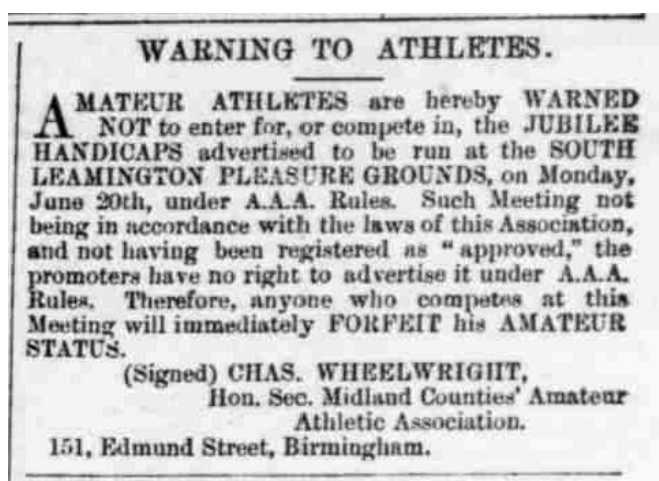 WARNING TO ATHLETES.
AMATEUR ATHLETES are hereby WARNED
NOT to enter for, or compete in, the JUBILEE
HANDICAPS advertised to be run at the SOUTH
LEAMINGTON PLEASURE GROUNDS, on Monday,
June 20th, under A.A.A. Rules. Such Meeting not
being in accordance with the laws of this Association,
and not having been registered as "approved," the
promoters have no right to advertise it under A.A.A.
Rules. Therefore, anyone who competes at this
Meeting will immediately FORFEIT his AMATEUR
STATUS.
(Signed) CHAS. WHEELWRIGHT,
Hon. Sec. Midland Counties' Amateur
Athletic Association.
151, Edmund Street, Birmingham.